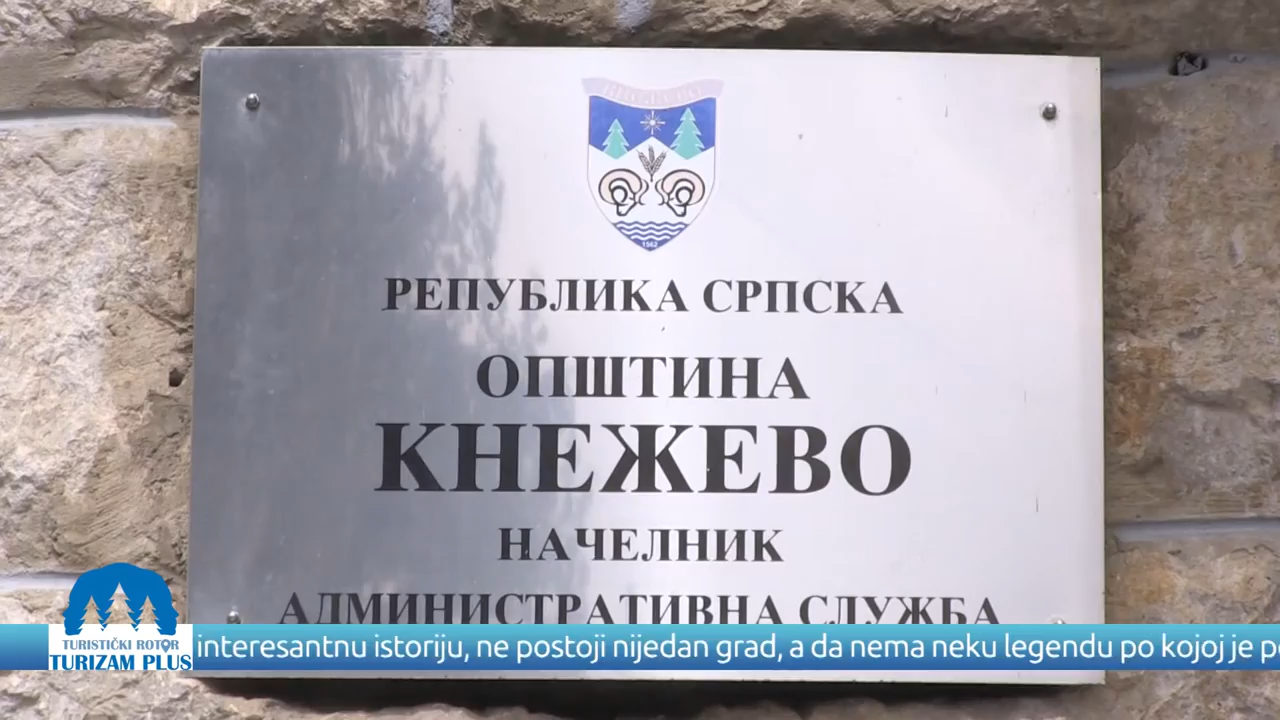 1562
РЕПУБЛИКА СРПСКА
ОПШТИНА
КНЕЖЕВО
НАЧЕЛНИК
АДМИНИСТРАТИВНА СЛУЖБА
TURISTIČKI ROTOR
TURIZAM PLUS
interesantnu istoriju, ne postoji nijedan grad, a da nema neku legendu po kojoj je